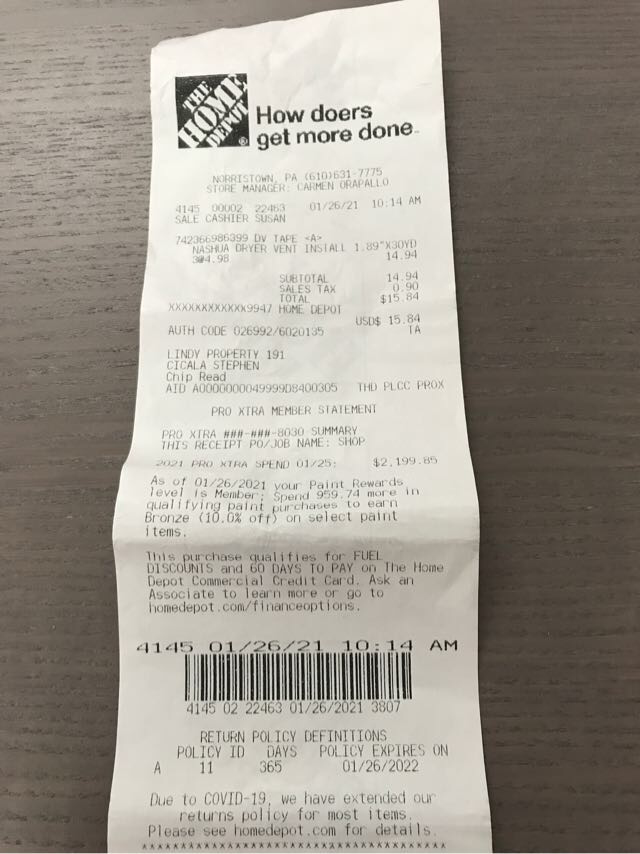 THE
HOME
DEPOT
®
How doers
get more done.
NORRISTOWN, PA (610)631-7775
STORE MANAGER: CARMEN ORAPALLO
4145 00002 22463 01/26/21 10:14 AM
SALE CASHIER SUSAN
742366986399 DV TAPE <A>
NASHUA DRYER VENT INSTALL 1.89"X30YD
3@4.98 14.94
SUBTOTAL 14.94
SALES TAX 0.90
TOTAL $15.84
XXXXXXXXXXXX9947 HOME DEPOT
USD$ 15.84
AUTH CODE 026992/6020135 TA
LINDY PROPERTY 191
CICALA STEPHEN
Chip Read
AID A0000000049999D8400305 THD PLCC PROX
PRO XTRA MEMBER STATEMENT
PRO XTRA ###-###-8030 SUMMARY
THIS RECEIPT PO/JOB NAME: SHOP
2021 PRO XTRA SPEND 01/25: $2,199.85
As of 01/26/2021 your Paint Rewards
level is Member; Spend 959.74 more in
qualifying paint purchases to earn
Bronze (10.0% off) on select paint
items.
This purchase qualifies for FUEL
DISCOUNTS and 60 DAYS TO PAY on The Home
Depot Commercial Credit Card. Ask an
Associate to learn more or go to
homedepot.com/financeoptions.
4145 01/26/21 10:14 AM
4145 02 22463 01/26/2021 3807
RETURN POLICY DEFINITIONS
POLICY ID DAYS POLICY EXPIRES ON
A 11 365 01/26/2022
Due to COVID-19, we have extended our
returns policy for most items.
Please see homedepot.com for details.